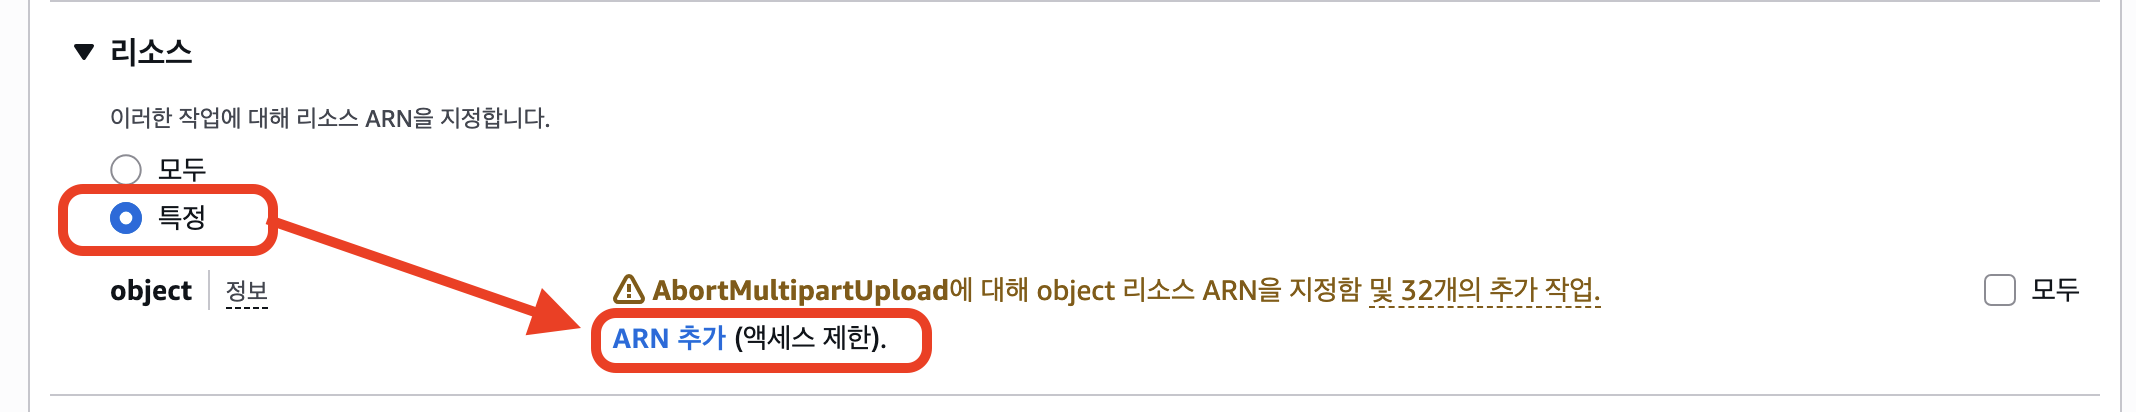 리소스
이러한 작업에 대해 리소스 ARN을 지정합니다.
모두
특정
object 정보 AbortMultipartUpload에 대해 object 리소스 ARN을 지정함 및 32개의 추가 작업. 모두
ARN 추가 (액세스 제한).